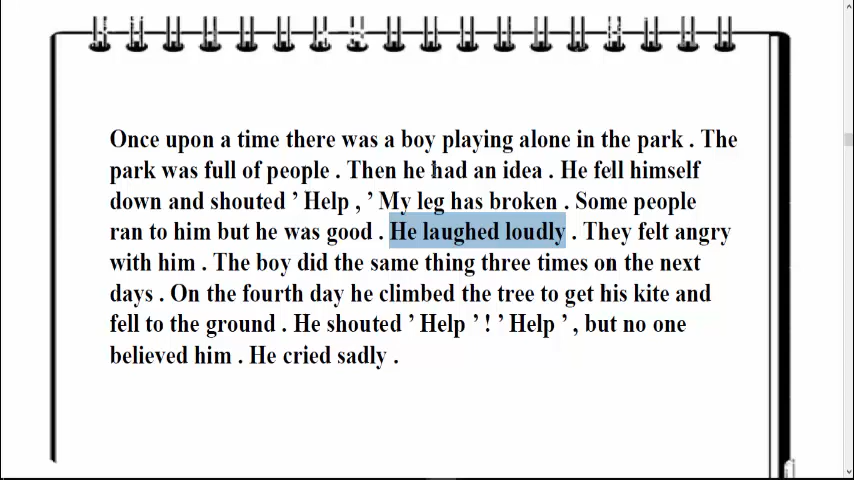 Once upon a time there was a boy playing alone in the park . The
park was full of people . Then he had an idea . He fell himself
down and shouted ’ Help , ’ My leg has broken . Some people
ran to him but he was good . He laughed loudly . They felt angry
with him . The boy did the same thing three times on the next
days . On the fourth day he climbed the tree to get his kite and
fell to the ground . He shouted ’ Help ’ ! ’ Help ’ , but no one
believed him . He cried sadly .